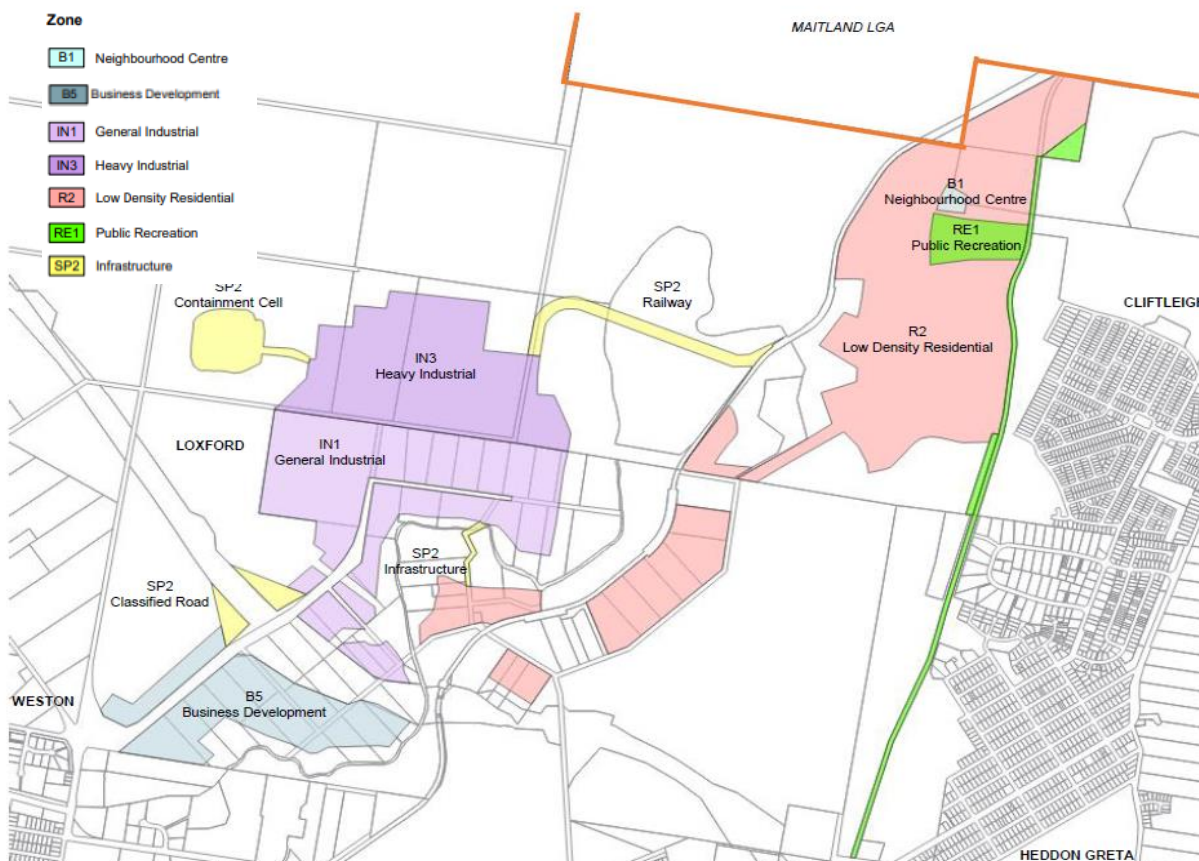 Zone
B1 Neighbourhood Centre
B5 Business Development
IN1 General Industrial
IN3 Heavy Industrial
R2 Low Density Residential
RE1 Public Recreation
SP2 Infrastructure
MAITLAND LGA
B1
Neighbourhood Centre
RE1
Public Recreation
SP2
Containment Cell
SP2
Railway
CLIFTLEIGH
R2
Low Density Residential
IN3
Heavy Industrial
LOXFORD
IN1
General Industrial
SP2
Infrastructure
SP2
Classified Road
WESTON
B5
Business Development
HEDDON GRETA